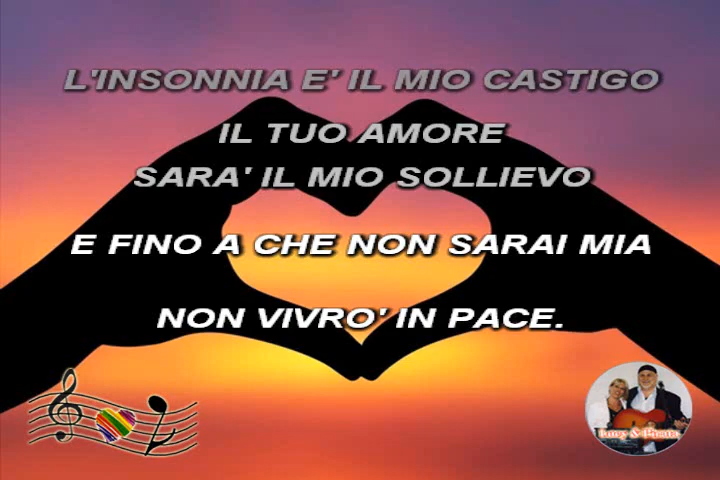 L'INSONNIA E' IL MIO CASTIGO
IL TUO AMORE
SARA' IL MIO SOLLIEVO
E FINO A CHE NON SARAI MIA
NON VIVRO' IN PACE.